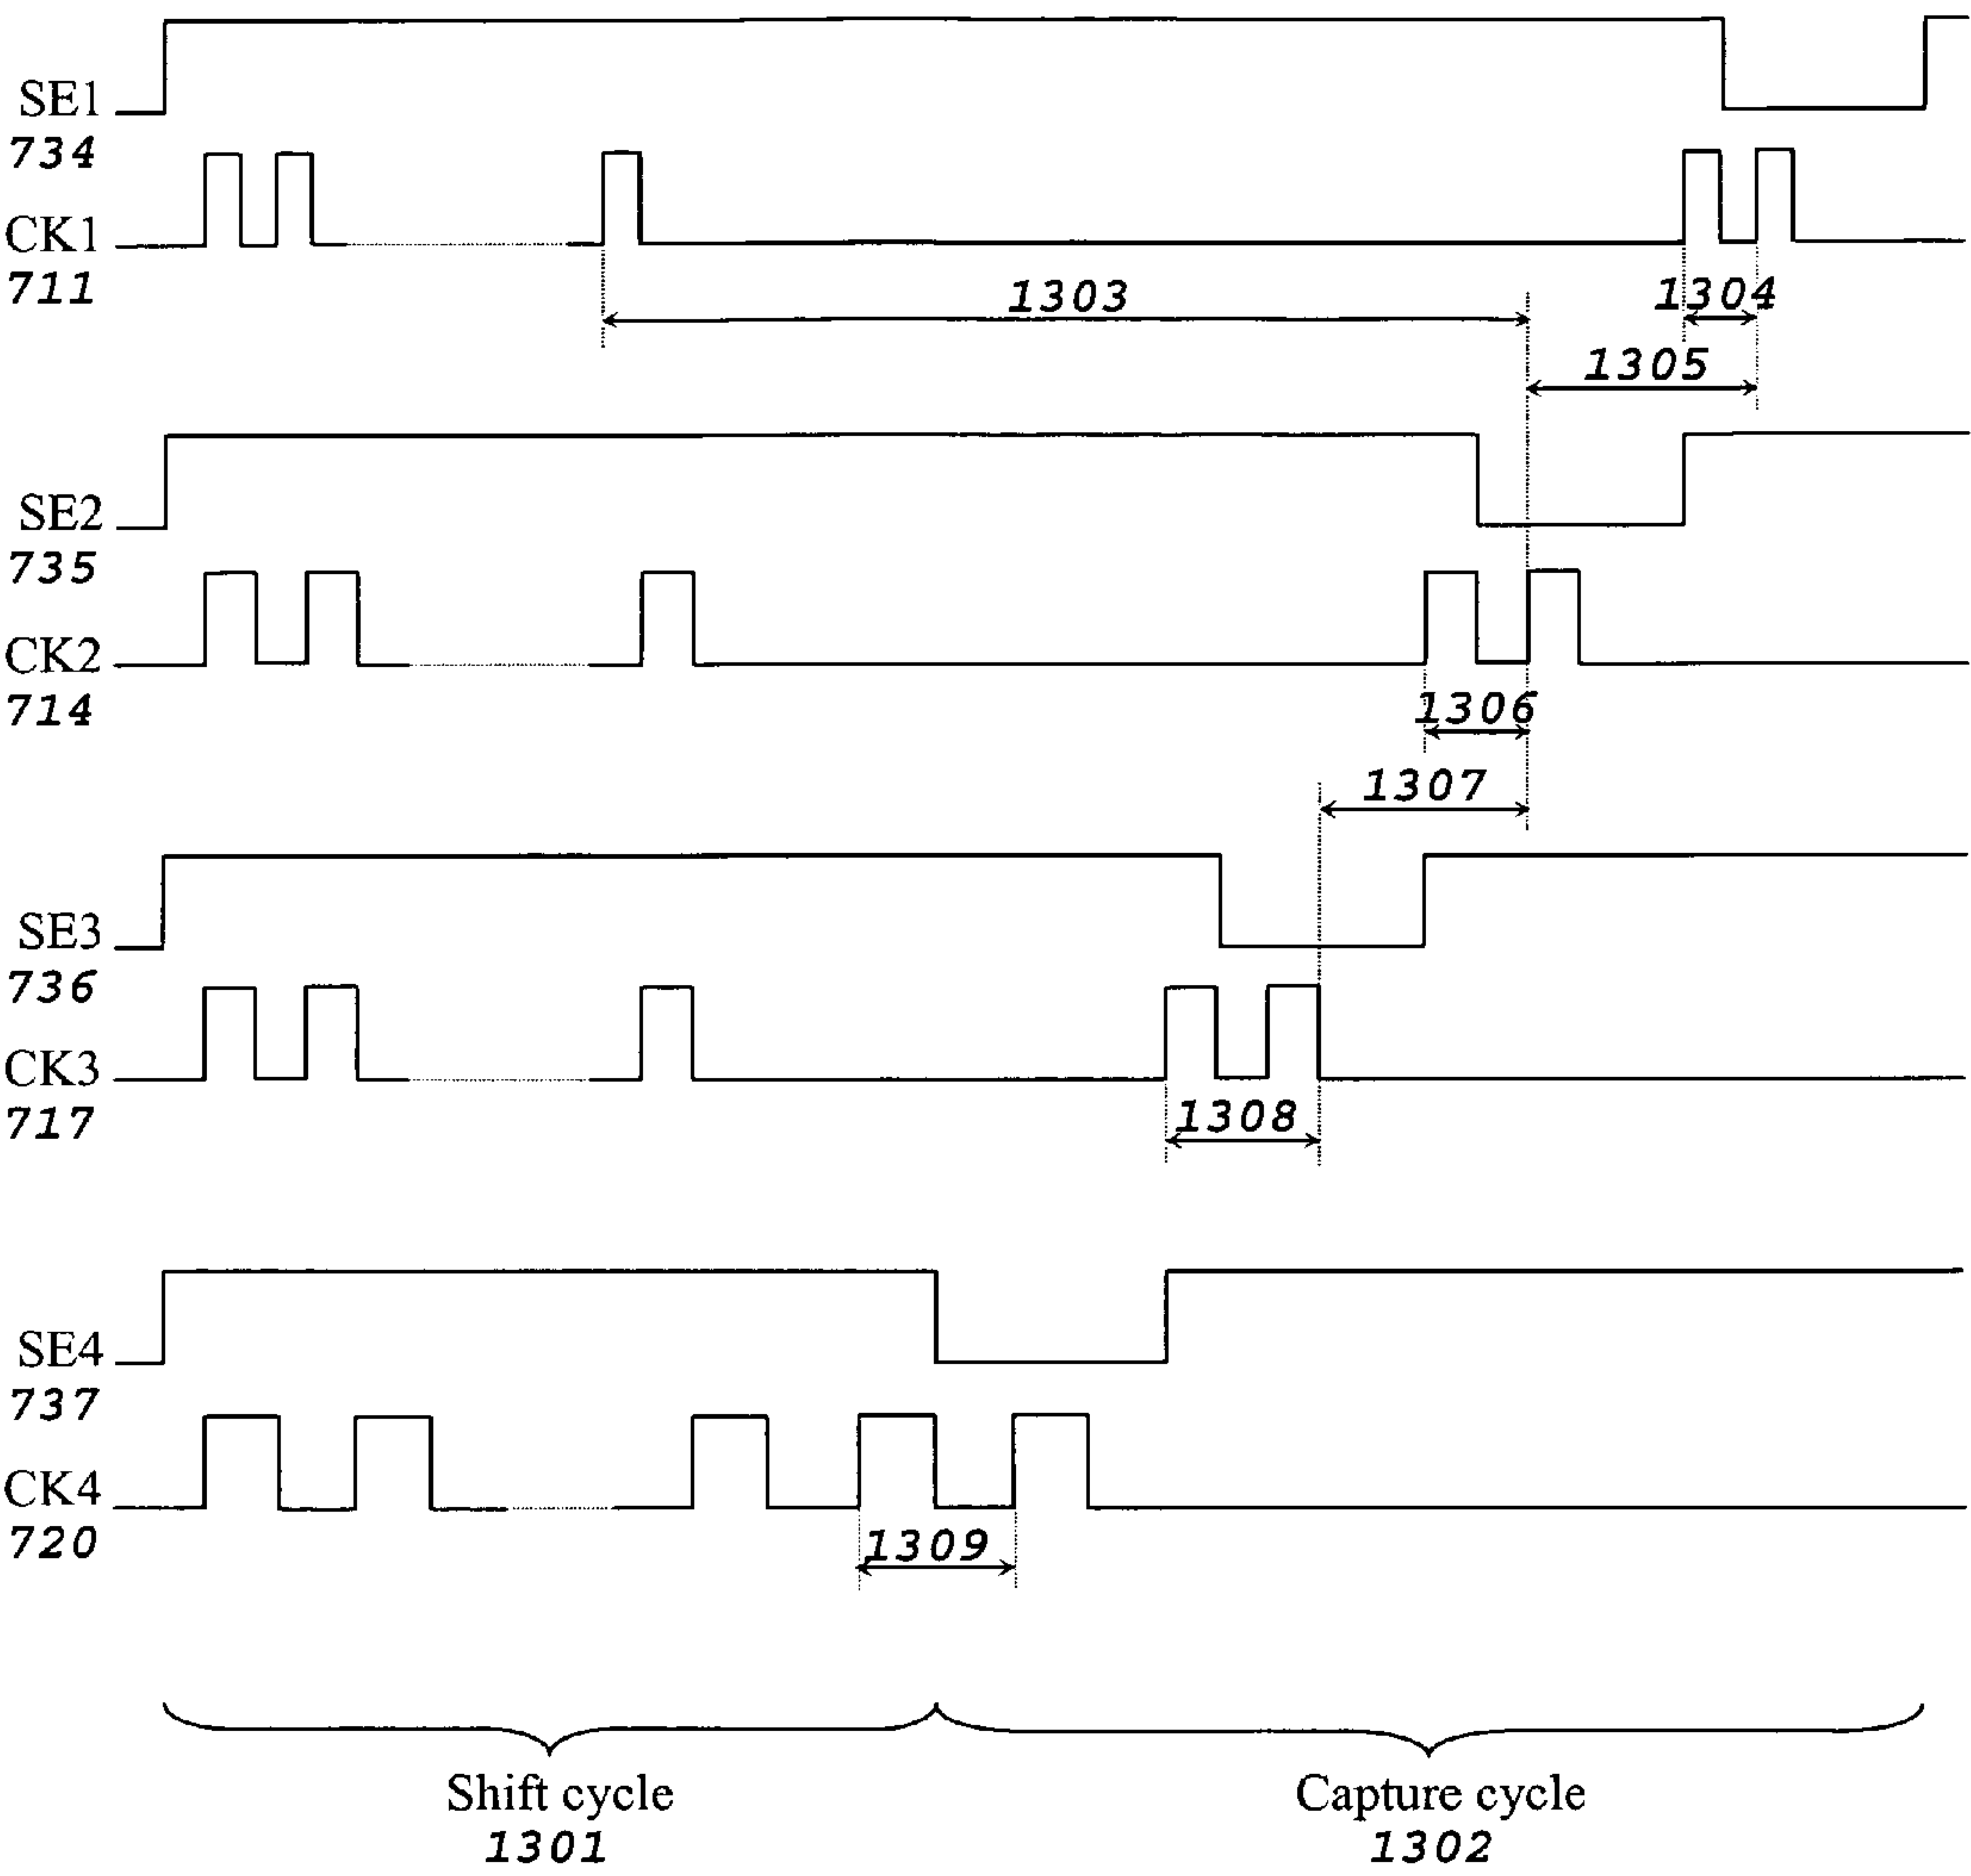 SE1
734
CK1
711
1303
1304
1305
SE2
735
CK2
714
1306
1307
SE3
736
CK3
717
1308
SE4
737
CK4
720
1309
Shift cycle
1301
Capture cycle
1302